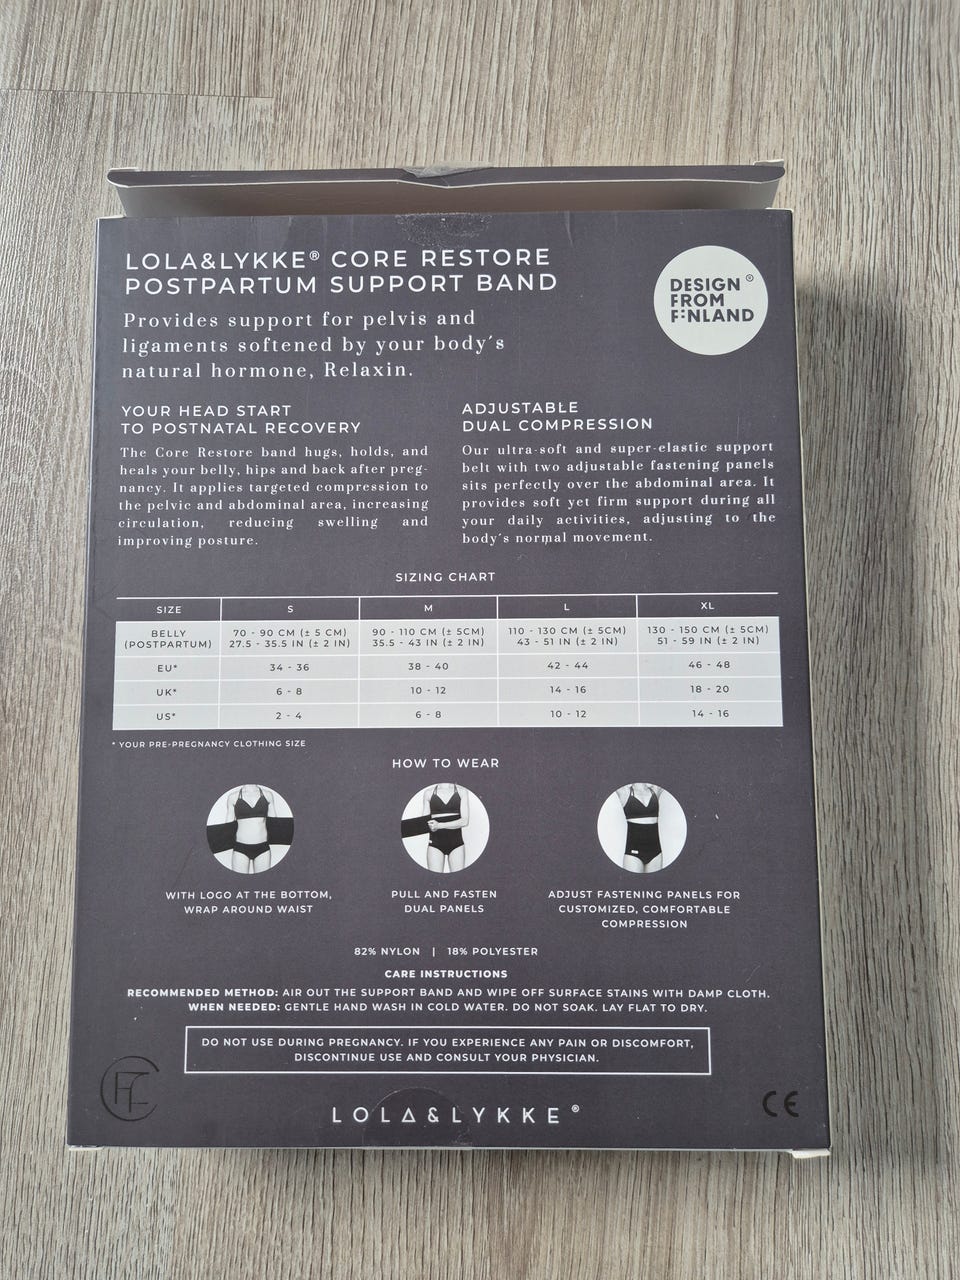 LOLA&LYKKE® CORE RESTORE
POSTPARTUM SUPPORT BAND
Provides support for pelvis and
ligaments softened by your body´s
natural hormone, Relaxin.
DESIGN ®
FROM
FINLAND
YOUR HEAD START
TO POSTNATAL RECOVERY
The Core Restore band hugs, holds, and
heals your belly, hips and back after preg-
nancy. It applies targeted compression to
the pelvic and abdominal area, increasing
circulation, reducing swelling and
improving posture.
ADJUSTABLE
DUAL COMPRESSION
Our ultra-soft and super-elastic support
belt with two adjustable fastening panels
sits perfectly over the abdominal area. It
provides soft yet firm support during all
your daily activities, adjusting to the
body´s normal movement.
SIZING CHART
SIZE S M L XL
BELLY (POSTPARTUM) 70 - 90 CM (± 5 CM) 27.5 - 35.5 IN (± 2 IN) 90 - 110 CM (± 5CM) 35.5 - 43 IN (± 2 IN) 110 - 130 CM (± 5CM) 43 - 51 IN (± 2 IN) 130 - 150 CM (± 5CM) 51 - 59 IN (± 2 IN)
EU* 34 - 36 38 - 40 42 - 44 46 - 48
UK* 6 - 8 10 - 12 14 - 16 18 - 20
US* 2 - 4 6 - 8 10 - 12 14 - 16
* YOUR PRE-PREGNANCY CLOTHING SIZE
HOW TO WEAR
WITH LOGO AT THE BOTTOM,
WRAP AROUND WAIST
PULL AND FASTEN
DUAL PANELS
ADJUST FASTENING PANELS FOR
CUSTOMIZED, COMFORTABLE
COMPRESSION
82% NYLON | 18% POLYESTER
CARE INSTRUCTIONS
RECOMMENDED METHOD: AIR OUT THE SUPPORT BAND AND WIPE OFF SURFACE STAINS WITH DAMP CLOTH.
WHEN NEEDED: GENTLE HAND WASH IN COLD WATER. DO NOT SOAK. LAY FLAT TO DRY.
DO NOT USE DURING PREGNANCY. IF YOU EXPERIENCE ANY PAIN OR DISCOMFORT,
DISCONTINUE USE AND CONSULT YOUR PHYSICIAN.
LOLA&LYKKE®
CE